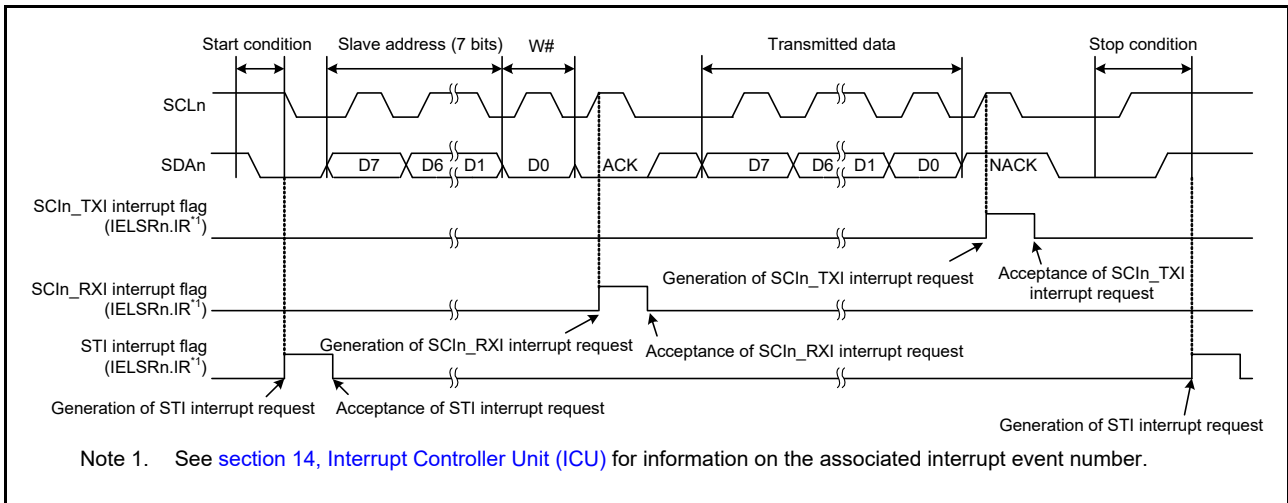 Start condition
Slave address (7 bits)
W#
Transmitted data
Stop condition
SCLn
SDAn
D7
D6
D1
D0
ACK
D7
D6
D1
D0
NACK
SCIn_TXI interrupt flag
(IELSRn.IR*1)
Generation of SCIn_TXI interrupt request
Acceptance of SCIn_TXI
interrupt request
SCIn_RXI interrupt flag
(IELSRn.IR*1)
Generation of SCIn_RXI interrupt request
Acceptance of SCIn_RXI interrupt request
STI interrupt flag
(IELSRn.IR*1)
Generation of STI interrupt request
Acceptance of STI interrupt request
Generation of STI interrupt request
Note 1. See section 14, Interrupt Controller Unit (ICU) for information on the associated interrupt event number.